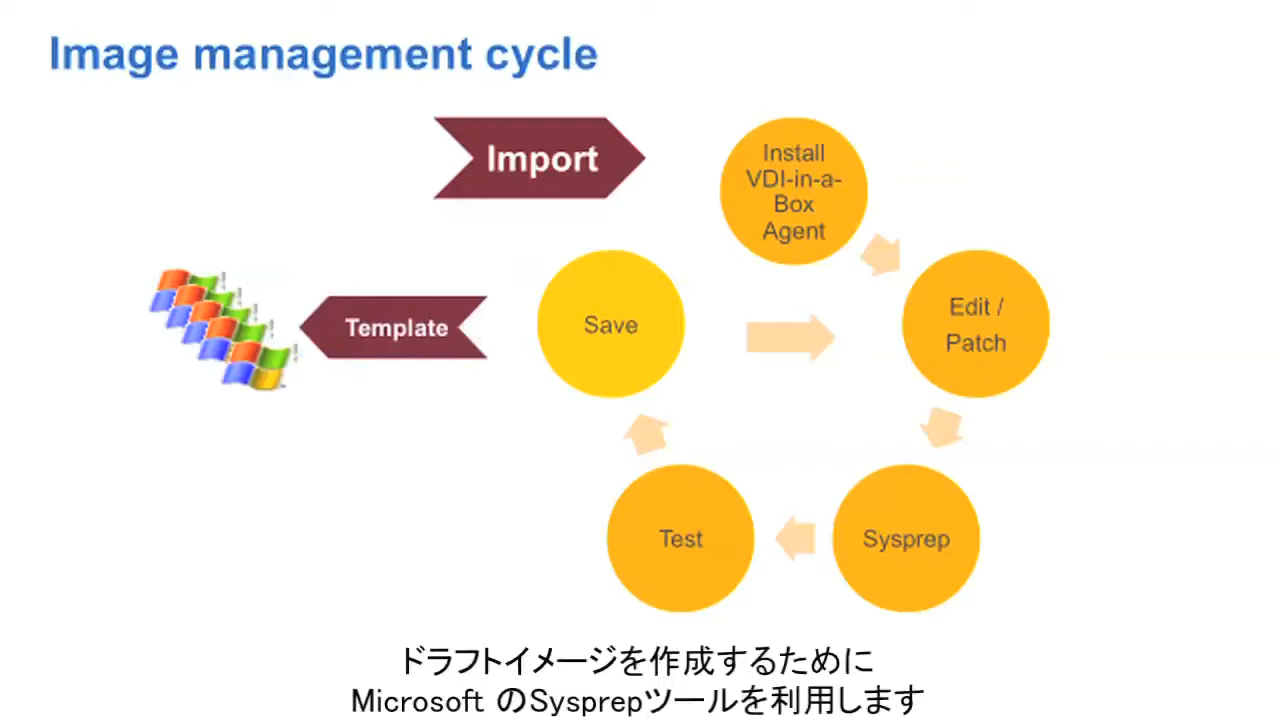 Image management cycle
Import
Install
VDI-in-a-
Box
Agent
Template
Save
Edit /
Patch
Test
Sysprep
ドラフトイメージを作成するために
Microsoft のSysprepツールを利用します